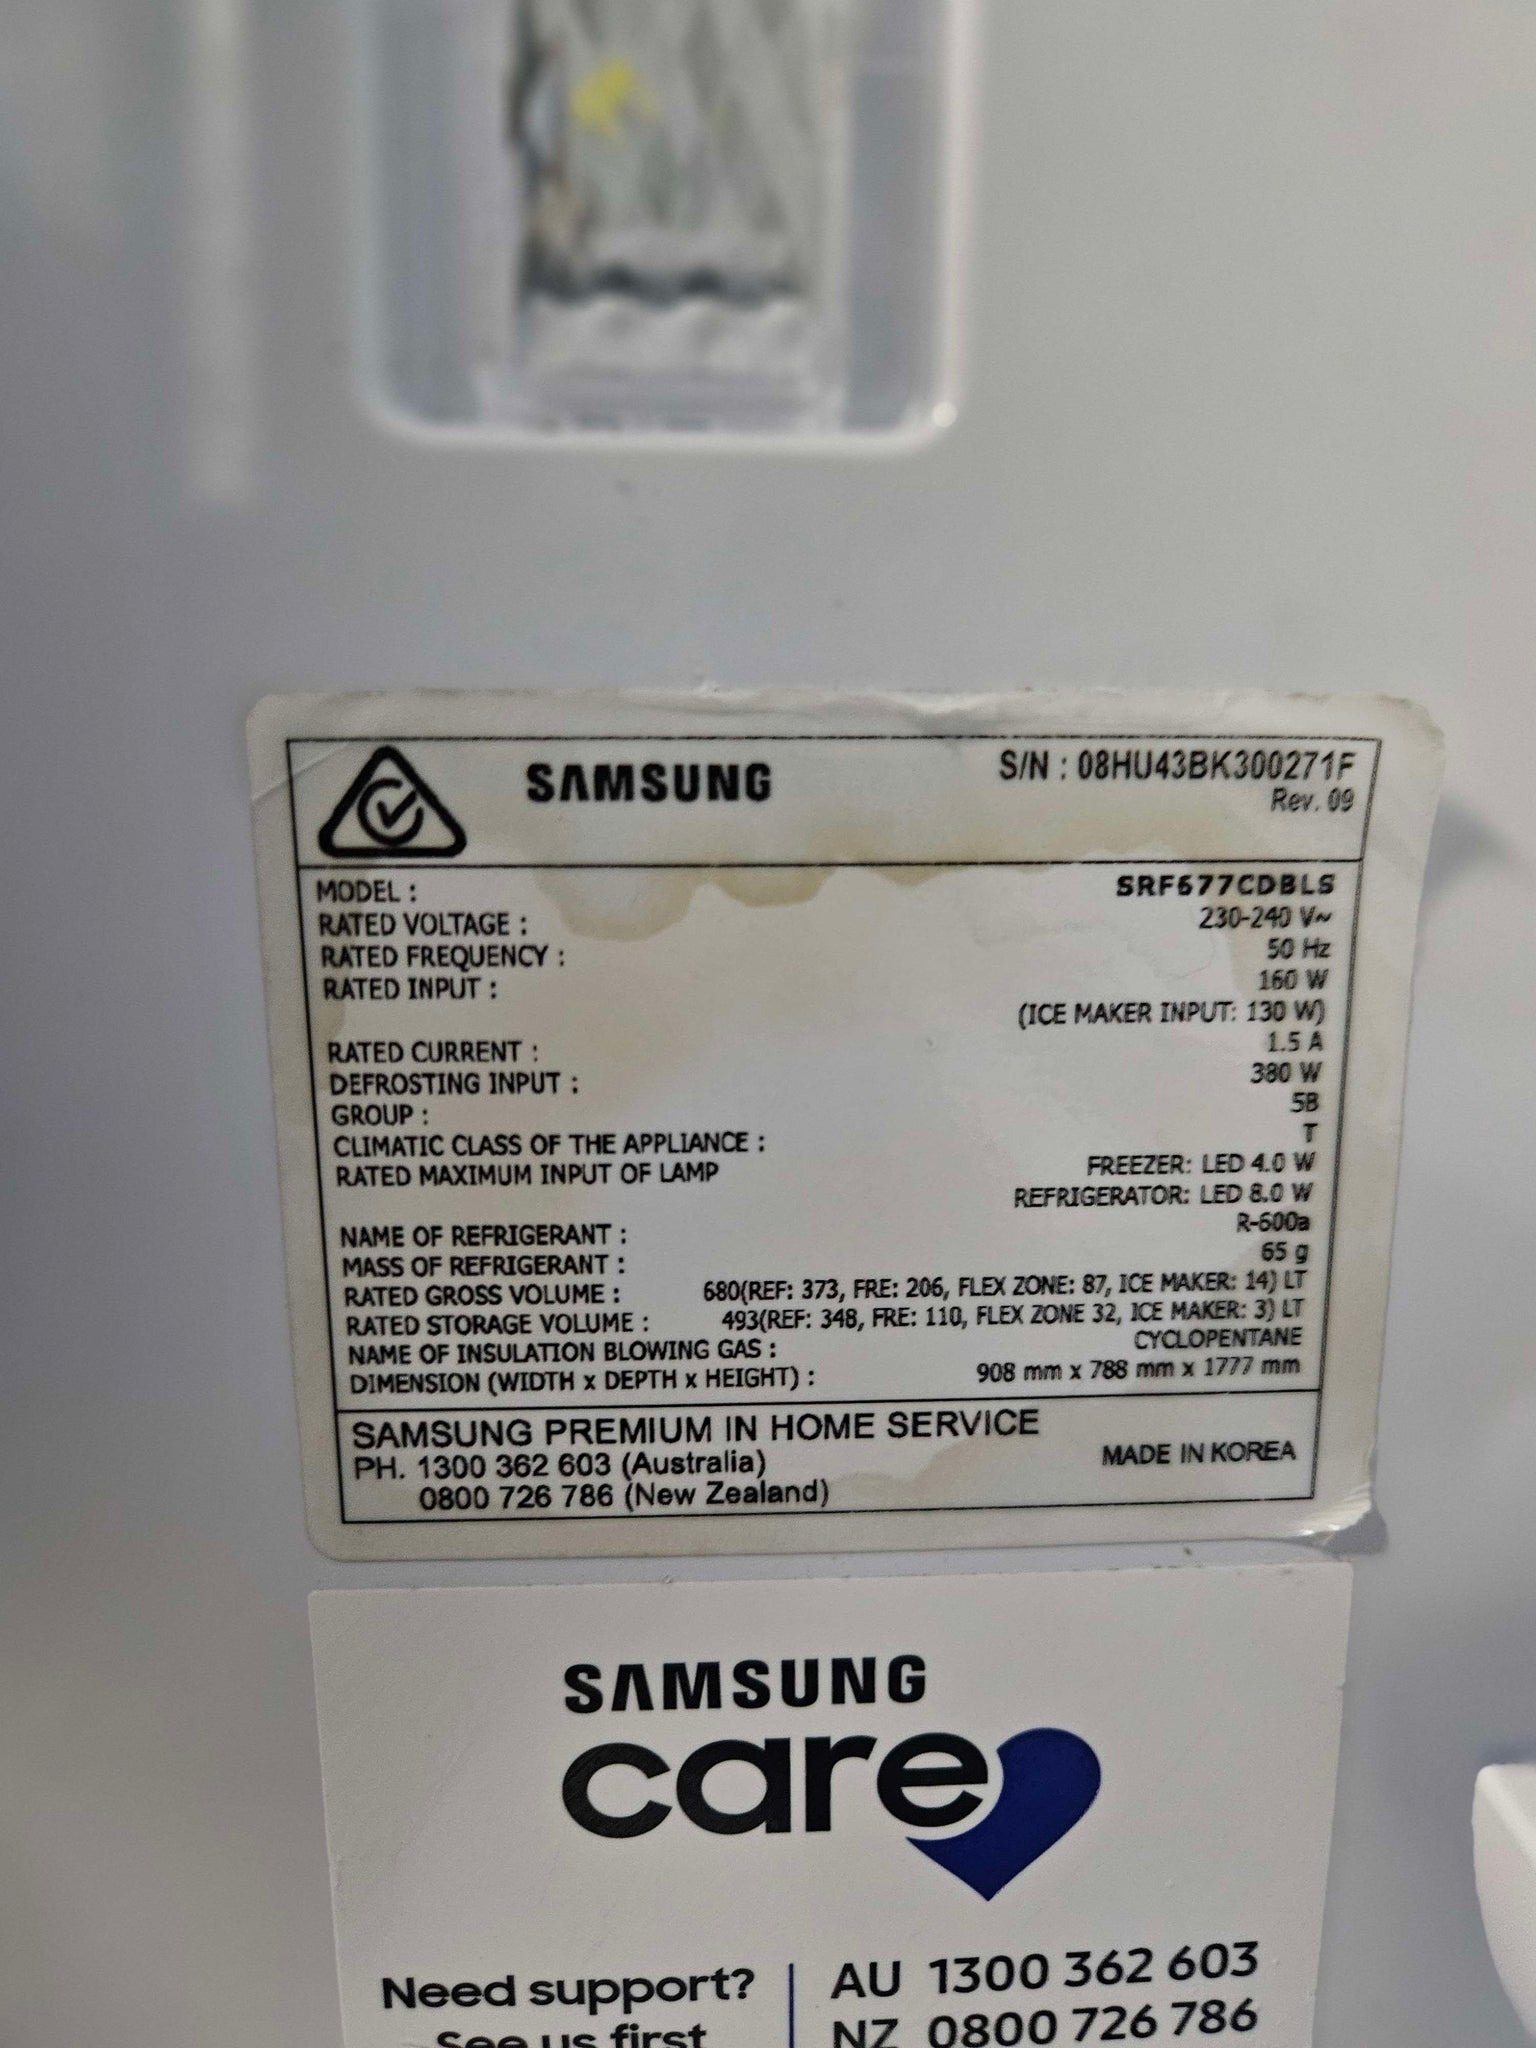 SAMSUNG
S/N : 08HU43BK300271F
Rev. 09
MODEL : SRF677CDBLS
RATED VOLTAGE : 230-240 V~
RATED FREQUENCY : 50 Hz
RATED INPUT : 160 W
(ICE MAKER INPUT: 130 W)
RATED CURRENT : 1.5 A
DEFROSTING INPUT : 380 W
GROUP : 5B
CLIMATIC CLASS OF THE APPLIANCE : T
RATED MAXIMUM INPUT OF LAMP FREEZER: LED 4.0 W
REFRIGERATOR: LED 8.0 W
NAME OF REFRIGERANT : R-600a
MASS OF REFRIGERANT : 65 g
RATED GROSS VOLUME : 680(REF: 373, FRE: 206, FLEX ZONE: 87, ICE MAKER: 14) LT
RATED STORAGE VOLUME : 493(REF: 348, FRE: 110, FLEX ZONE 32, ICE MAKER: 3) LT
NAME OF INSULATION BLOWING GAS : CYCLOPENTANE
DIMENSION (WIDTH x DEPTH x HEIGHT) : 908 mm x 788 mm x 1777 mm
SAMSUNG PREMIUM IN HOME SERVICE
PH. 1300 362 603 (Australia)
0800 726 786 (New Zealand)
MADE IN KOREA
SAMSUNG
care
Need support?
See us first
AU 1300 362 603
NZ 0800 726 786